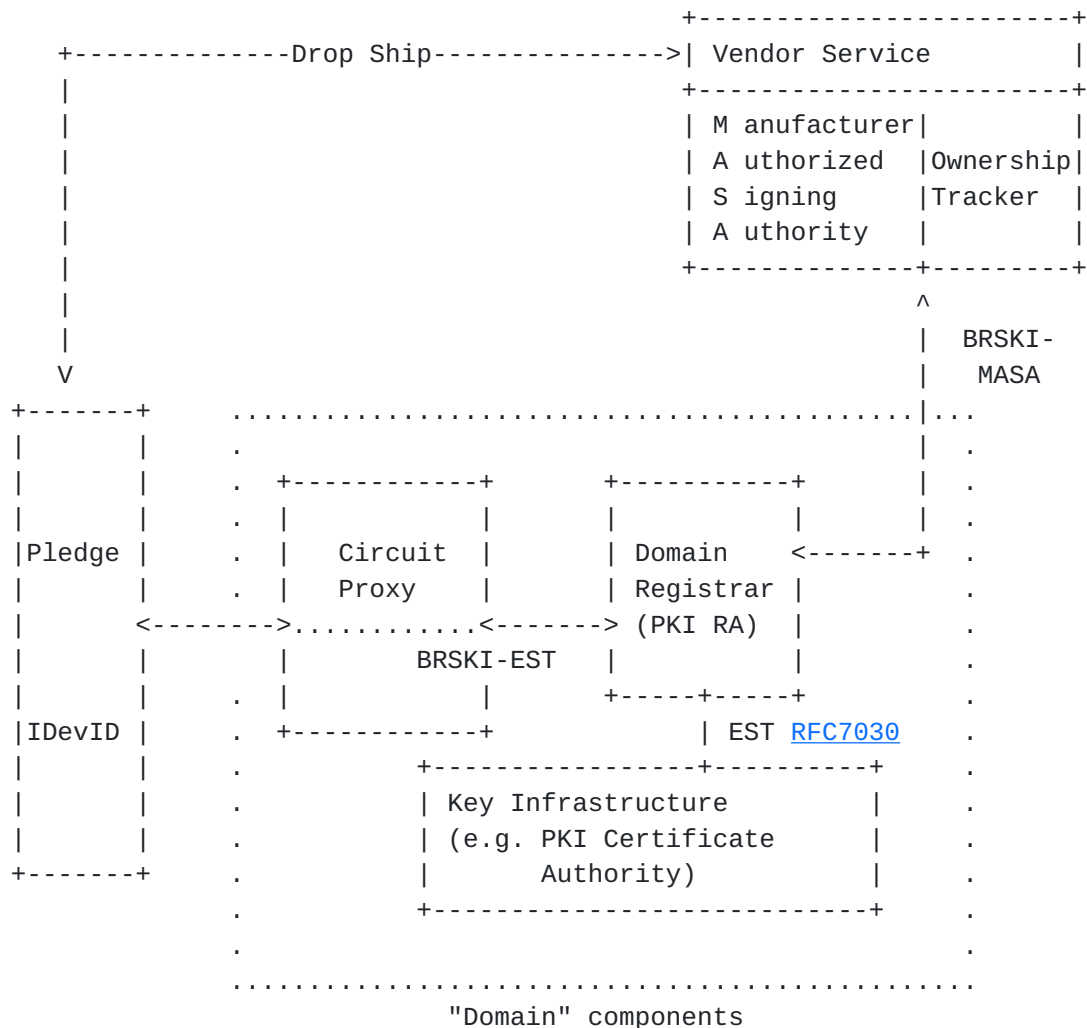 Drop Ship
Vendor Service
M anufacturer
A uthorized
S igning
A uthority
Ownership
Tracker
BRSKI-
MASA
Pledge
IDevID
Circuit
Proxy
Domain
Registrar
(PKI RA)
BRSKI-EST
EST RFC7030
Key Infrastructure
(e.g. PKI Certificate
Authority)
"Domain" components